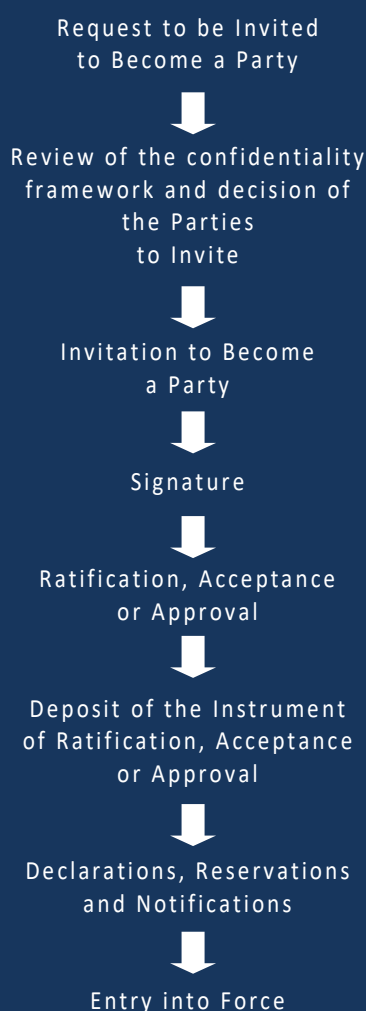 Request to be Invited
to Become a Party
Review of the confidentiality
framework and decision of
the Parties
to Invite
Invitation to Become
a Party
Signature
Ratification, Acceptance
or Approval
Deposit of the Instrument
of Ratification, Acceptance
or Approval
Declarations, Reservations
and Notifications
Entry into Force